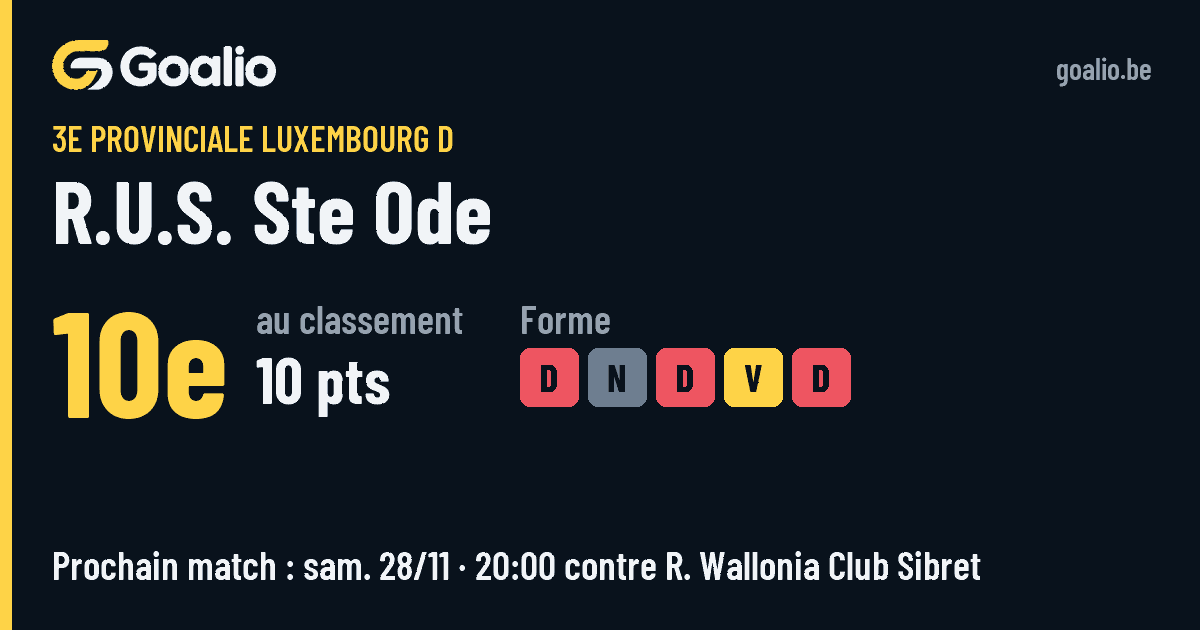 Goalio
goalio.be
3E PROVINCIALE LUXEMBOURG D
R.U.S. Ste Ode
10e
au classement
10 pts
Forme
D N D V D
Prochain match : sam. 28/11 · 20:00 contre R. Wallonia Club Sibret